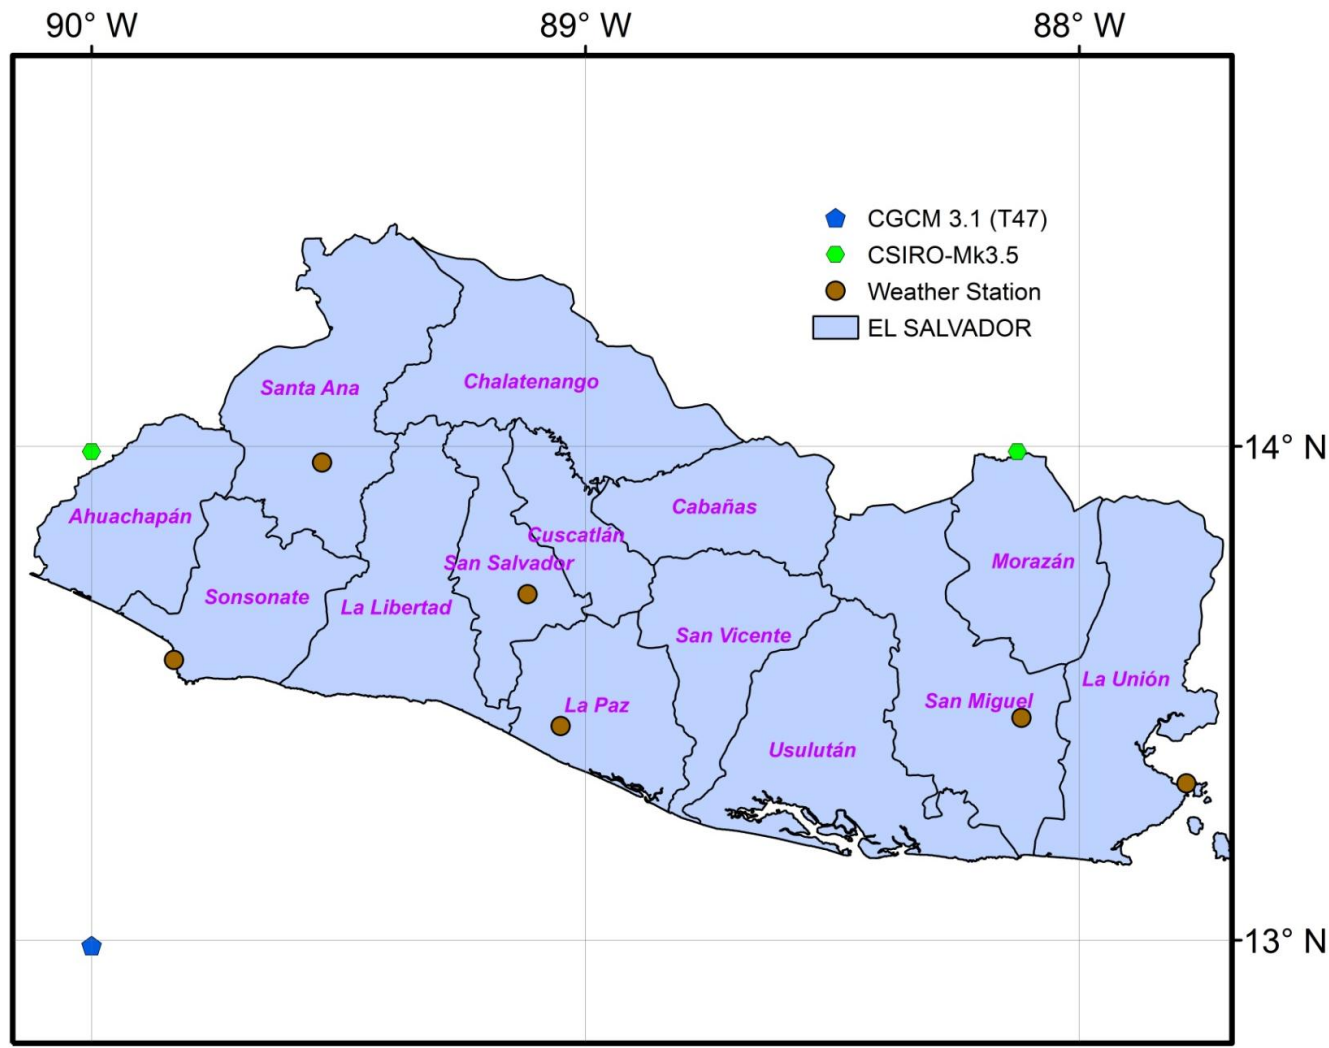 90° W
89° W
88° W
CGCM 3.1 (T47)
CSIRO-Mk3.5
Weather Station
EL SALVADOR
Chalatenango
Santa Ana
14° N
Cabañas
Ahuachapán
Cuscatlán
San Salvador
Morazán
Sonsonate
La Libertad
San Vicente
La Unión
San Miguel
La Paz
Usulután
13° N